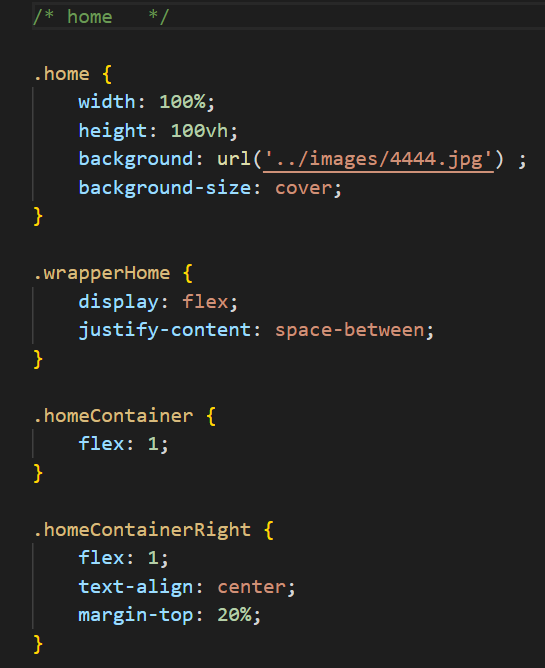 /* home   */
.home {
    width: 100%;
    height: 100vh;
    background: url('../images/4444.jpg') ;
    background-size: cover;
}
.wrapperHome {
    display: flex;
    justify-content: space-between;
}
.homeContainer {
    flex: 1;
}
.homeContainerRight {
    flex: 1;
    text-align: center;
    margin-top: 20%;
}